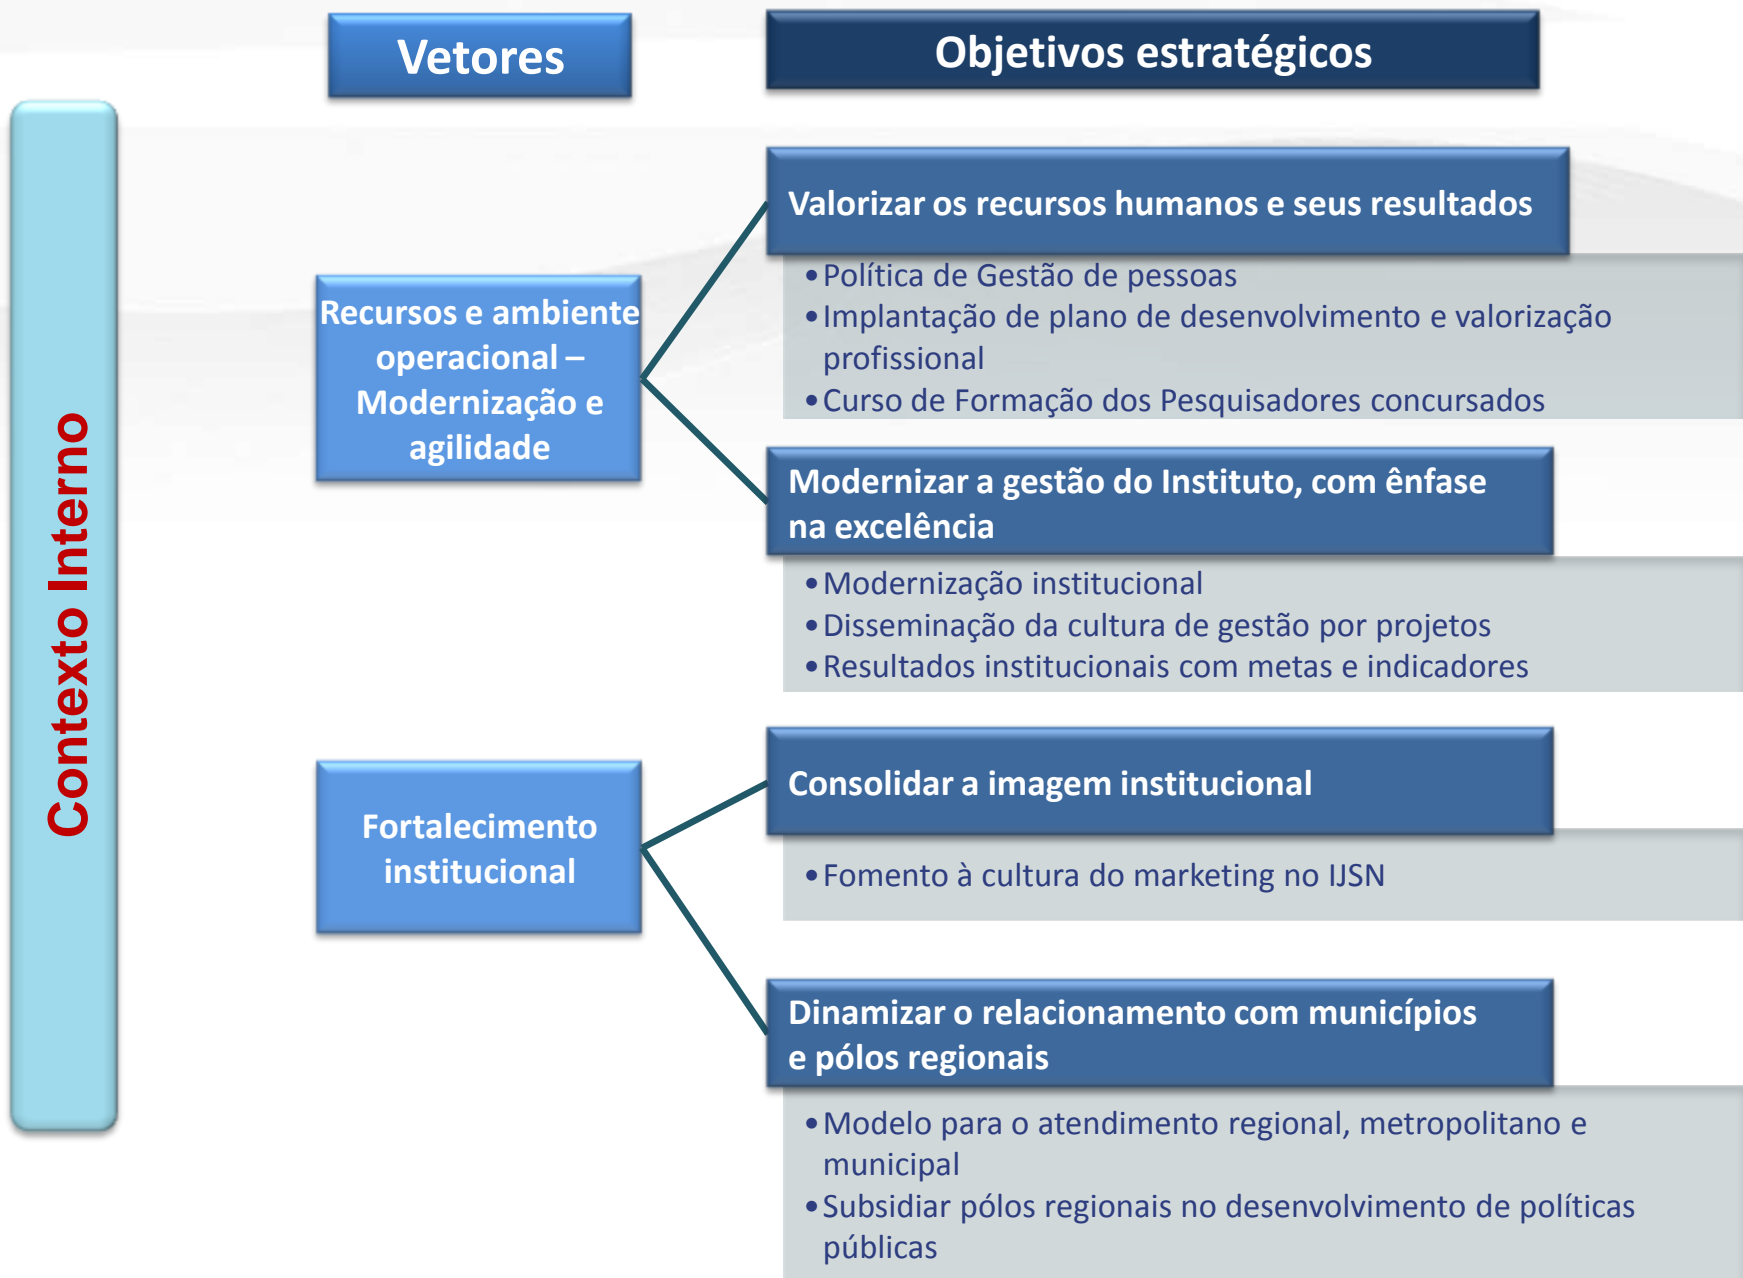 Vetores
Objetivos estratégicos
Contexto Interno
Recursos e ambiente
operacional –
Modernização e
agilidade
Valorizar os recursos humanos e seus resultados
•Política de Gestão de pessoas
•Implantação de plano de desenvolvimento e valorização
profissional
•Curso de Formação dos Pesquisadores concursados
Modernizar a gestão do Instituto, com ênfase
na excelência
•Modernização institucional
•Disseminação da cultura de gestão por projetos
•Resultados institucionais com metas e indicadores
Fortalecimento
institucional
Consolidar a imagem institucional
•Fomento à cultura do marketing no IJSN
Dinamizar o relacionamento com municípios
e pólos regionais
•Modelo para o atendimento regional, metropolitano e
municipal
•Subsidiar pólos regionais no desenvolvimento de políticas
públicas